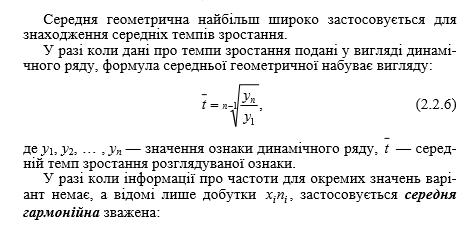 Середня геометрична найбільш широко застосовується для
знаходження середніх темпів зростання.
У разі коли дані про темпи зростання подані у вигляді динамі-
чного ряду, формула середньої геометричної набуває вигляду:
t̄ = ⁿ⁻¹√(yₙ/y₁), (2.2.6)
де y₁, y₂, … , yₙ — значення ознаки динамічного ряду, t̄ — серед-
ній темп зростання розглядуваної ознаки.
У разі коли інформації про частоти для окремих значень варі-
ант немає, а відомі лише добутки xᵢnᵢ, застосовується середня
гармонійна зважена: